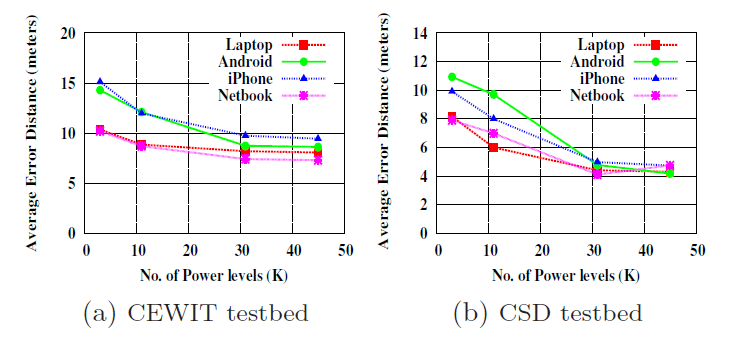 Average Error Distance (meters)
20
15
10
5
0
Laptop
Android
iPhone
Netbook
0 10 20 30 40 50
No. of Power levels (K)
(a) CEWIT testbed
Average Error Distance (meters)
14
12
10
8
6
4
2
0
Laptop
Android
iPhone
Netbook
0 10 20 30 40 50
No. of Power levels (K)
(b) CSD testbed